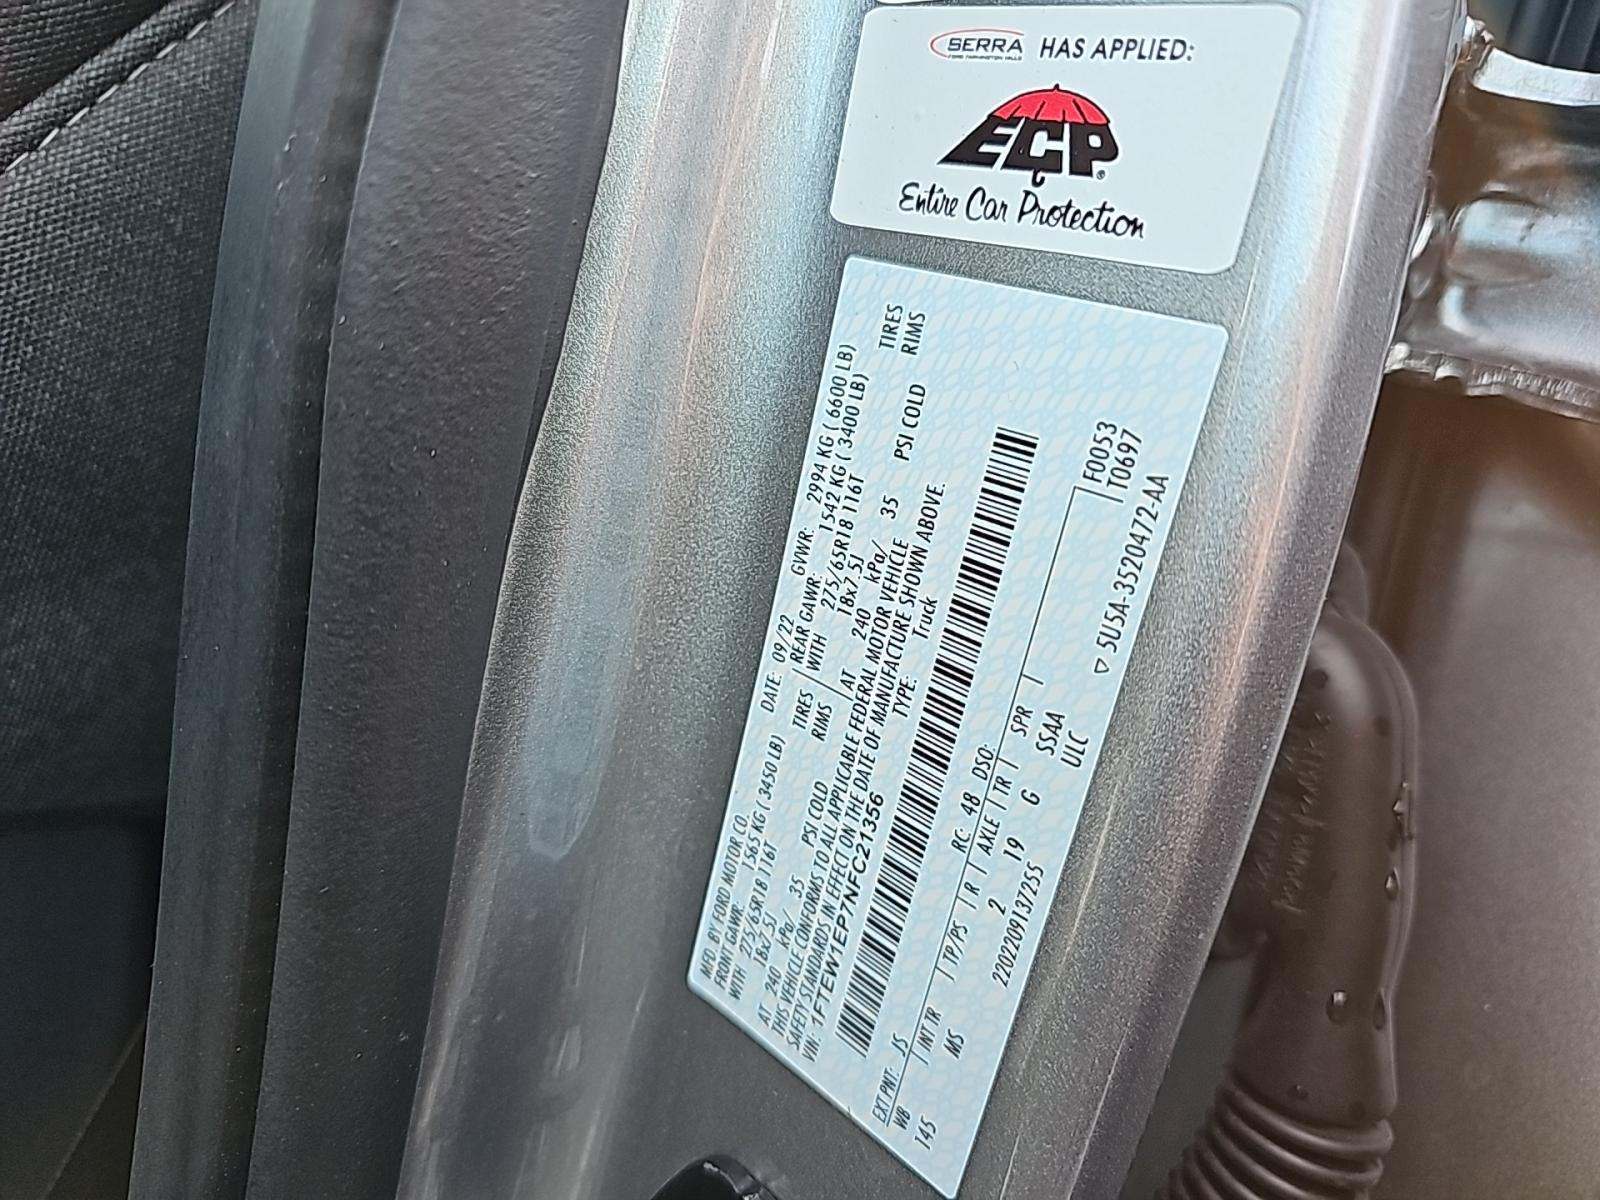 SERRA HAS APPLIED:
FORD FARMINGTON HILLS
ECP®
Entire Car Protection
MFD. BY FORD MOTOR CO. DATE: 09/22 GVWR: 2994 KG ( 6600 LB)
FRONT GAWR: 1565 KG ( 3450 LB) REAR GAWR: 1542 KG ( 3400 LB)
WITH 275/65R18 116T TIRES WITH 275/65R18 116T TIRES
18x7.5J RIMS 18x7.5J RIMS
AT 240 kPa/ 35 PSI COLD AT 240 kPa/ 35 PSI COLD
THIS VEHICLE CONFORMS TO ALL APPLICABLE FEDERAL MOTOR VEHICLE
SAFETY STANDARDS IN EFFECT ON THE DATE OF MANUFACTURE SHOWN ABOVE.
VIN: 1FTEW1EP7NFC21356 TYPE: Truck
EXT PNT: JS RC: 48 DSO: F0053
WB INT TR TP/PS R AXLE TR SPR T0697
145 MS 2 19 G SSAA
220220913725S ULC ▽ 5U5A-3520472-AA